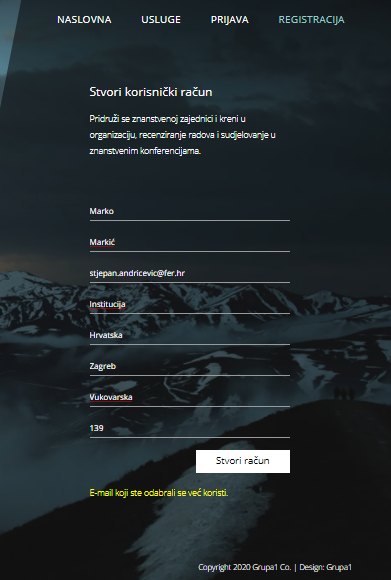 NASLOVNA USLUGE PRIJAVA REGISTRACIJA
Stvori korisnički račun
Pridruži se znanstvenoj zajednici i kreni u
organizaciju, recenziranje radova i sudjelovanje u
znanstvenim konferencijama.
Marko
Markić
stjepan.andricevic@fer.hr
Institucija
Hrvatska
Zagreb
Vukovarska
139
Stvori račun
E-mail koji ste odabrali se već koristi.
Copyright 2020 Grupa1 Co. | Design: Grupa1